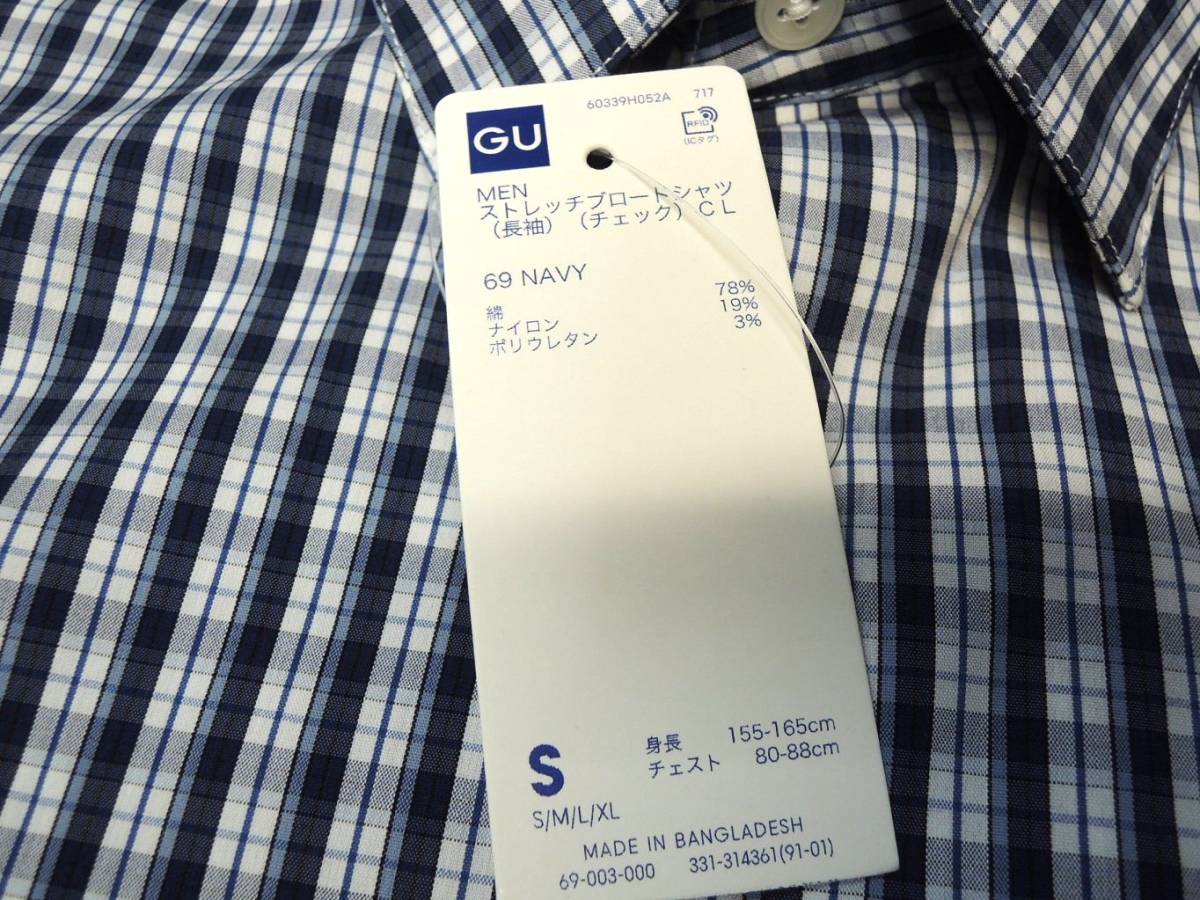 60339H052A 717
GU
RFID
(ICタグ)
MEN
ストレッチブロードシャツ
（長袖）（チェック）CL
69 NAVY
綿 78%
ナイロン 19%
ポリウレタン 3%
S
身長 155-165cm
チェスト 80-88cm
S/M/L/XL
MADE IN BANGLADESH
69-003-000 331-314361(91-01)